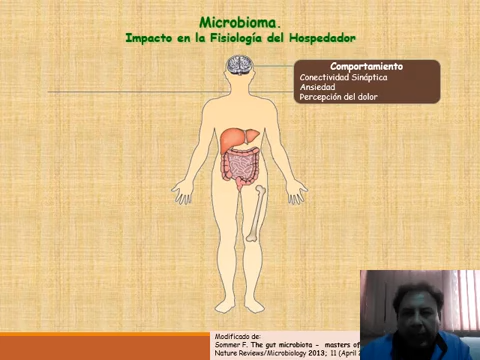 Microbioma.
Impacto en la Fisiología del Hospedador
Comportamiento
Conectividad Sináptica
Ansiedad
Percepción del dolor
Modificado de:
Sommer F. The gut microbiota - masters of
Nature Reviews/Microbiology 2013; 11 (April